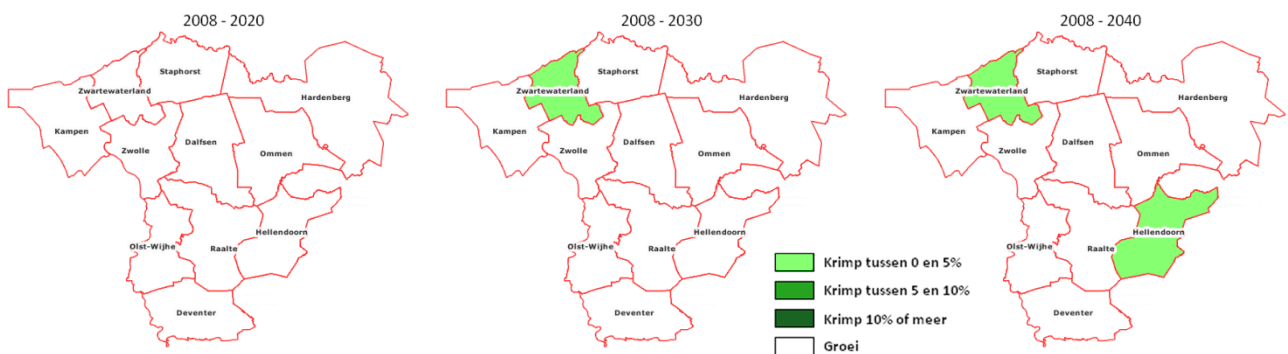 2008 - 2020
Staphorst
Zwartewaterland
Hardenberg
Kampen
Zwolle
Dalfsen
Ommen
Hellendoorn
Olst-Wijhe
Raalte
Deventer
2008 - 2030
Staphorst
Zwartewaterland
Hardenberg
Kampen
Zwolle
Dalfsen
Ommen
Hellendoorn
Olst-Wijhe
Raalte
Deventer
2008 - 2040
Staphorst
Zwartewaterland
Hardenberg
Kampen
Zwolle
Dalfsen
Ommen
Hellendoorn
Olst-Wijhe
Raalte
Deventer
Krimp tussen 0 en 5%
Krimp tussen 5 en 10%
Krimp 10% of meer
Groei